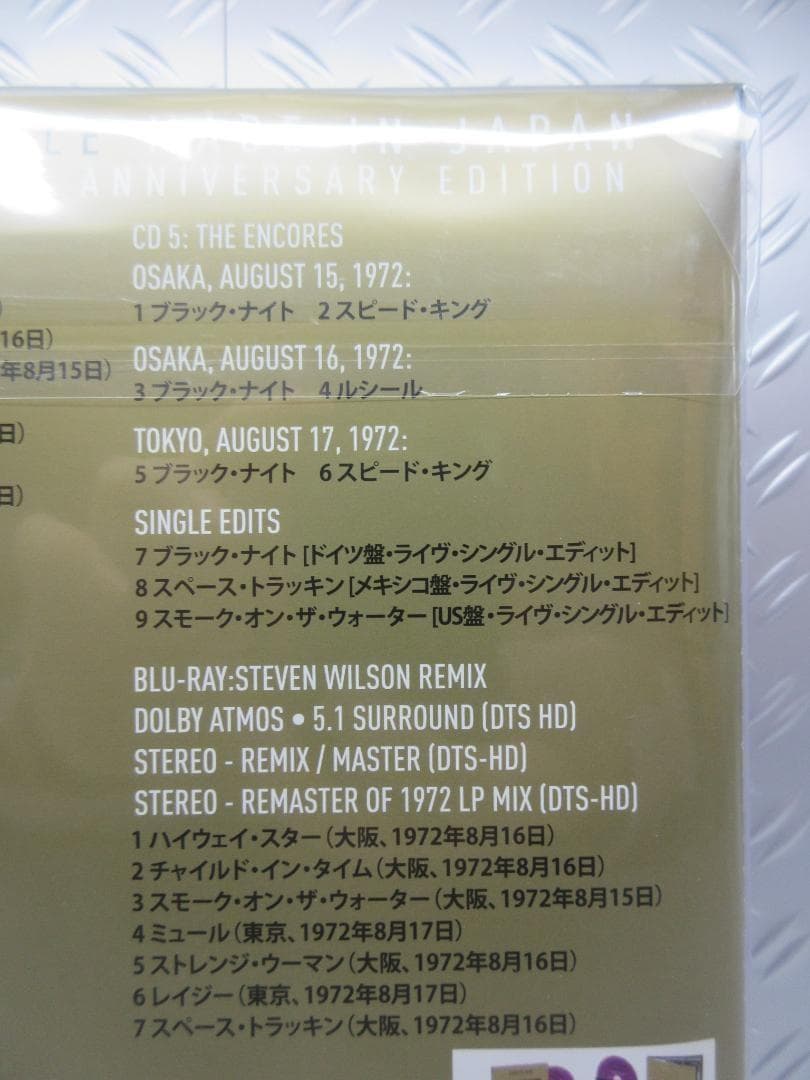 LE MADE IN JAPAN
ANNIVERSARY EDITION
CD 5: THE ENCORES
OSAKA, AUGUST 15, 1972:
1 ブラック・ナイト 2 スピード・キング
16日）
OSAKA, AUGUST 16, 1972:
年8月15日）
3 ブラック・ナイト 4 ルシール
日）
TOKYO, AUGUST 17, 1972:
5 ブラック・ナイト 6 スピード・キング
日）
SINGLE EDITS
7 ブラック・ナイト [ドイツ盤・ライヴ・シングル・エディット]
8 スペース・トラッキン [メキシコ盤・ライヴ・シングル・エディット]
9 スモーク・オン・ザ・ウォーター [US盤・ライヴ・シングル・エディット]
BLU-RAY:STEVEN WILSON REMIX
DOLBY ATMOS • 5.1 SURROUND (DTS HD)
STEREO - REMIX / MASTER (DTS-HD)
STEREO - REMASTER OF 1972 LP MIX (DTS-HD)
1 ハイウェイ・スター（大阪、1972年8月16日）
2 チャイルド・イン・タイム（大阪、1972年8月16日）
3 スモーク・オン・ザ・ウォーター（大阪、1972年8月15日）
4 ミュール（東京、1972年8月17日）
5 ストレンジ・ウーマン（大阪、1972年8月16日）
6 レイジー（東京、1972年8月17日）
7 スペース・トラッキン（大阪、1972年8月16日）